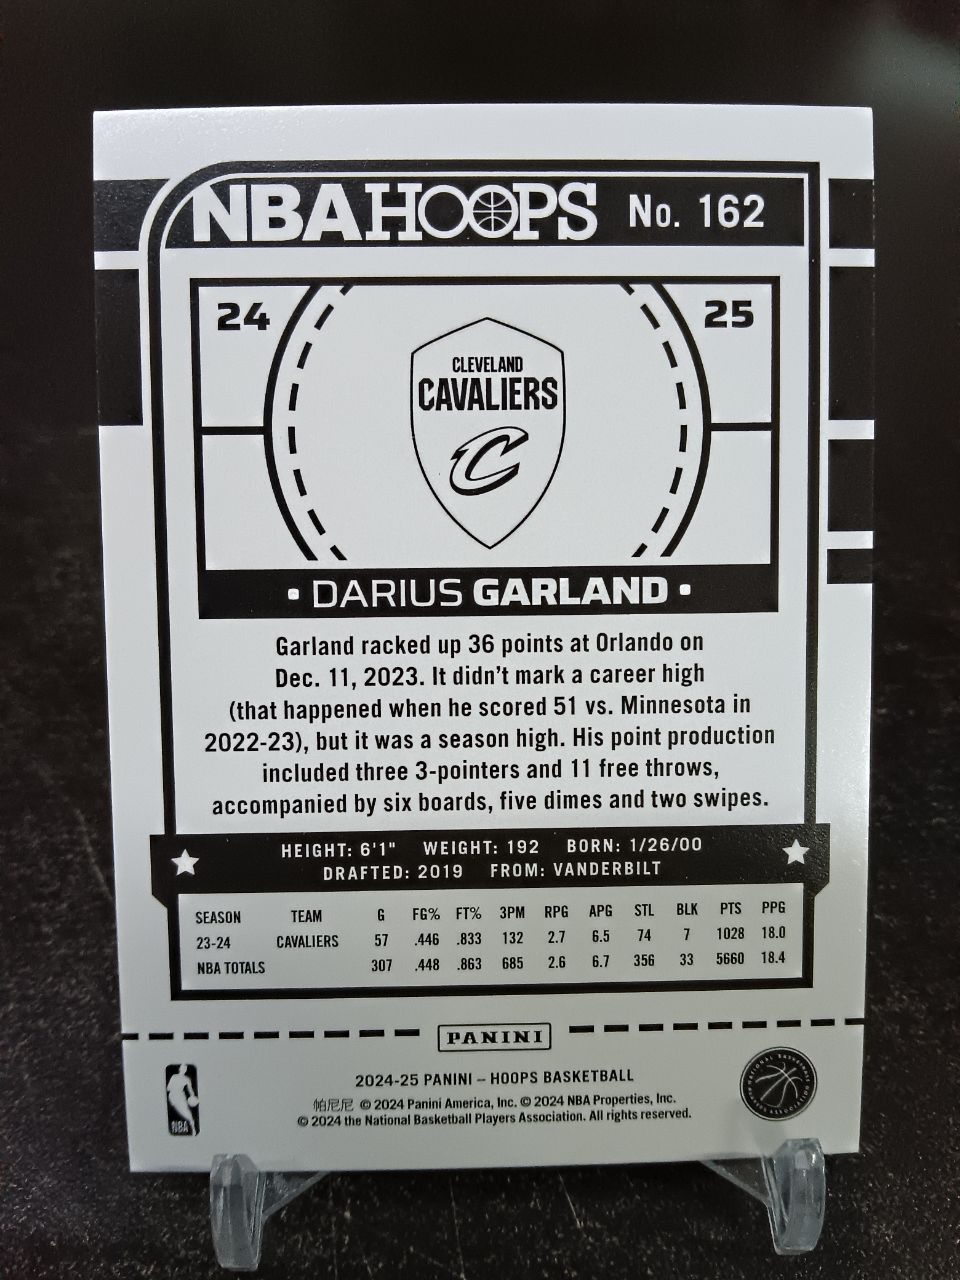 NBA HOOPS No. 162
24 25
CLEVELAND
CAVALIERS
C
• DARIUS GARLAND •
Garland racked up 36 points at Orlando on
Dec. 11, 2023. It didn't mark a career high
(that happened when he scored 51 vs. Minnesota in
2022-23), but it was a season high. His point production
included three 3-pointers and 11 free throws,
accompanied by six boards, five dimes and two swipes.
HEIGHT: 6'1" WEIGHT: 192 BORN: 1/26/00
DRAFTED: 2019 FROM: VANDERBILT
SEASON TEAM G FG% FT% 3PM RPG APG STL BLK PTS PPG
23-24 CAVALIERS 57 .446 .833 132 2.7 6.5 74 7 1028 18.0
NBA TOTALS 307 .448 .863 685 2.6 6.7 356 33 5660 18.4
PANINI
2024-25 PANINI – HOOPS BASKETBALL
帕尼尼 © 2024 Panini America, Inc. © 2024 NBA Properties, Inc.
© 2024 the National Basketball Players Association. All rights reserved.
NBA
NATIONAL BASKETBALL PLAYERS ASSOCIATION